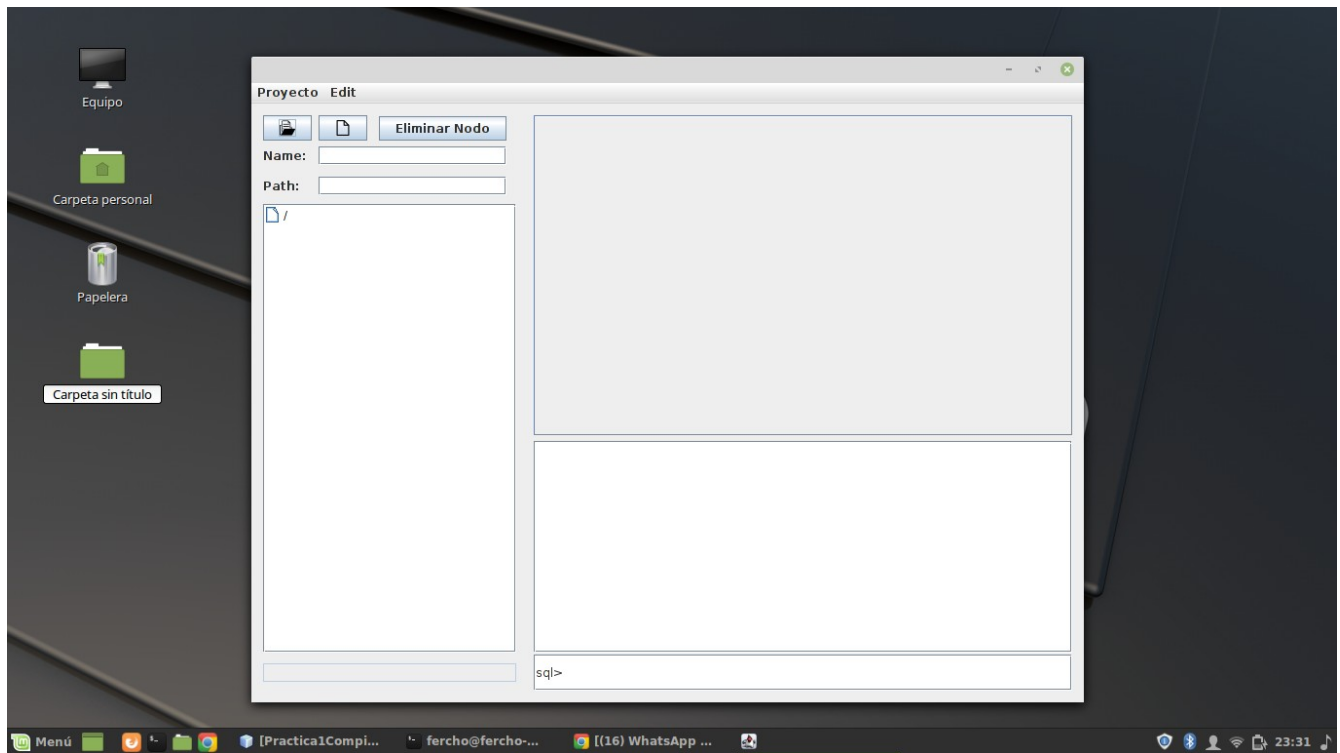 Equipo
Carpeta personal
Papelera
Carpeta sin título
Proyecto Edit
Eliminar Nodo
Name:
Path:
/
sql>
Menú [Practica1Compi... fercho@fercho-... [(16) WhatsApp ... 23:31